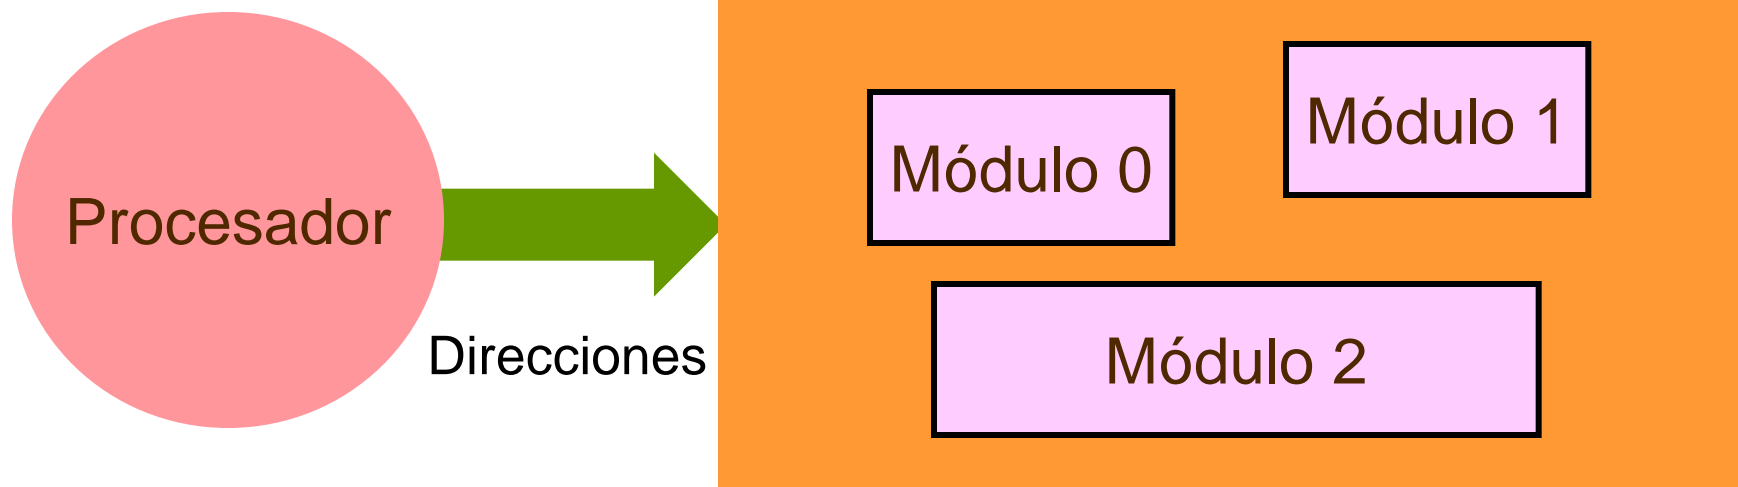 Procesador
Direcciones
Módulo 0
Módulo 1
Módulo 2